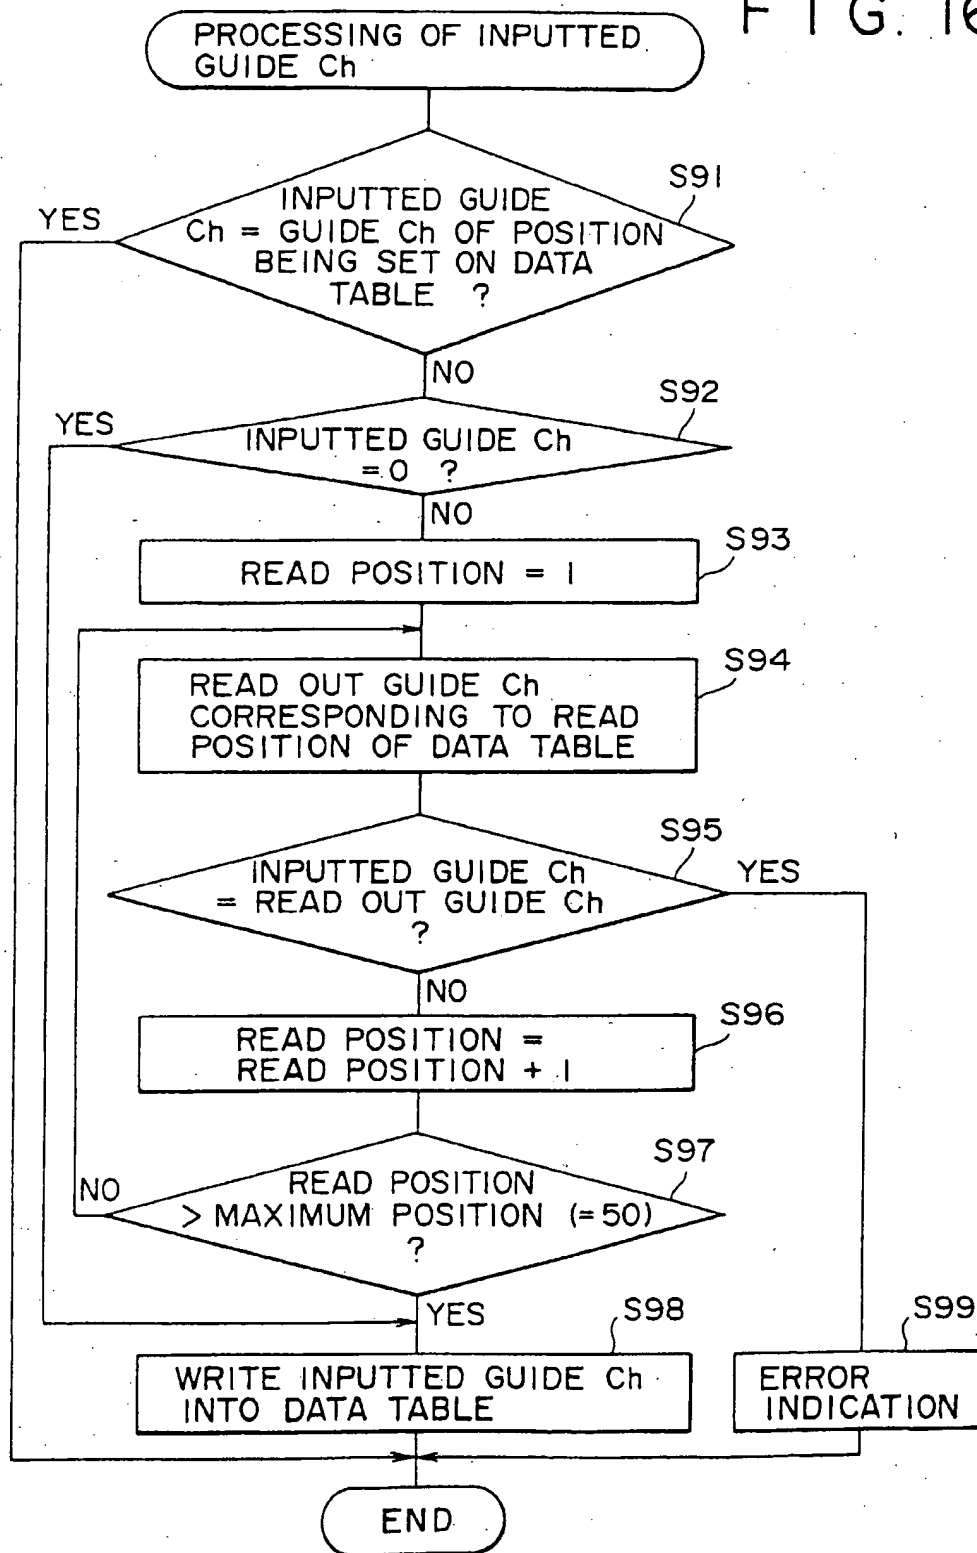 FIG. 16
PROCESSING OF INPUTTED
GUIDE Ch
S91
YES
INPUTTED GUIDE
Ch = GUIDE Ch OF POSITION
BEING SET ON DATA
TABLE ?
NO
S92
YES
INPUTTED GUIDE Ch
= 0 ?
NO
S93
READ POSITION = 1
S94
READ OUT GUIDE Ch
CORRESPONDING TO READ
POSITION OF DATA TABLE
S95
INPUTTED GUIDE Ch
= READ OUT GUIDE Ch
?
YES
NO
S96
READ POSITION =
READ POSITION + 1
S97
NO
READ POSITION
> MAXIMUM POSITION (=50)
?
YES
S98
S99
WRITE INPUTTED GUIDE Ch
INTO DATA TABLE
ERROR
INDICATION
END